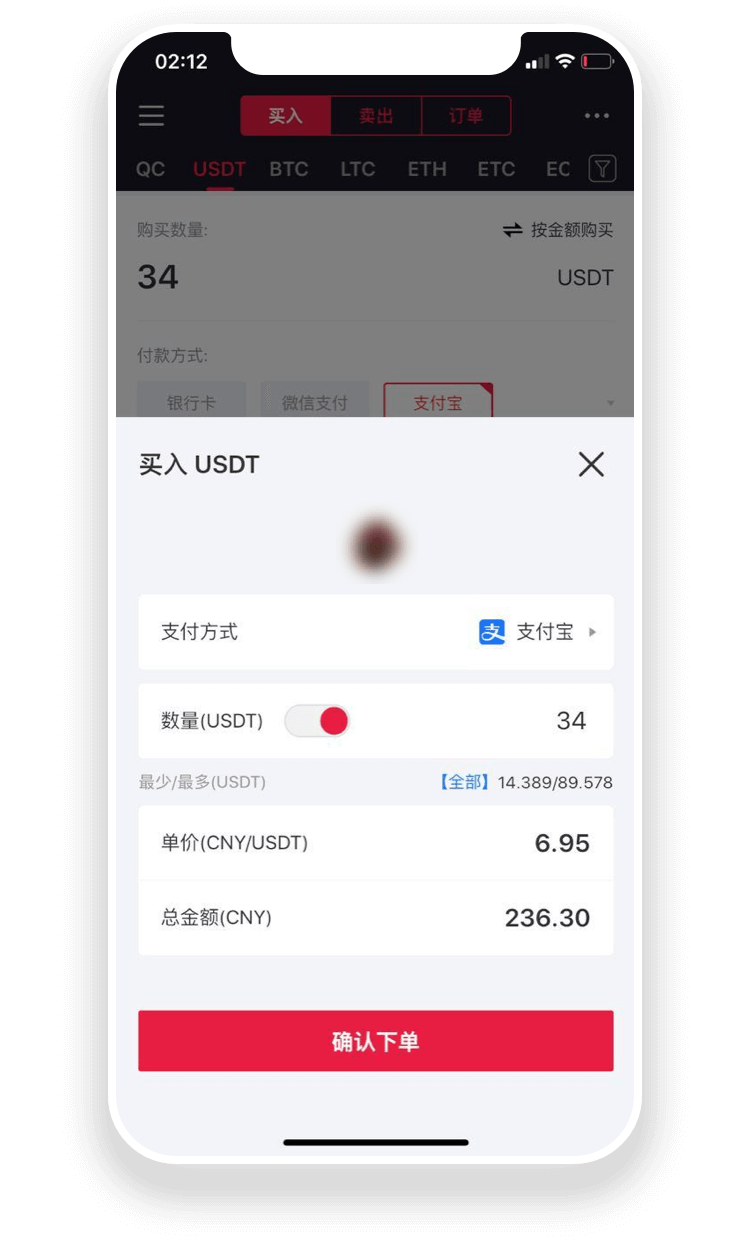 02:12
买入 卖出 订单
QC USDT BTC LTC ETH ETC EC
购买数量: 按金额购买
34 USDT
付款方式:
银行卡 微信支付 支付宝
买入 USDT
支付方式 支 支付宝
数量(USDT) 34
最少/最多(USDT) 【全部】 14.389/89.578
单价(CNY/USDT) 6.95
总金额(CNY) 236.30
确认下单